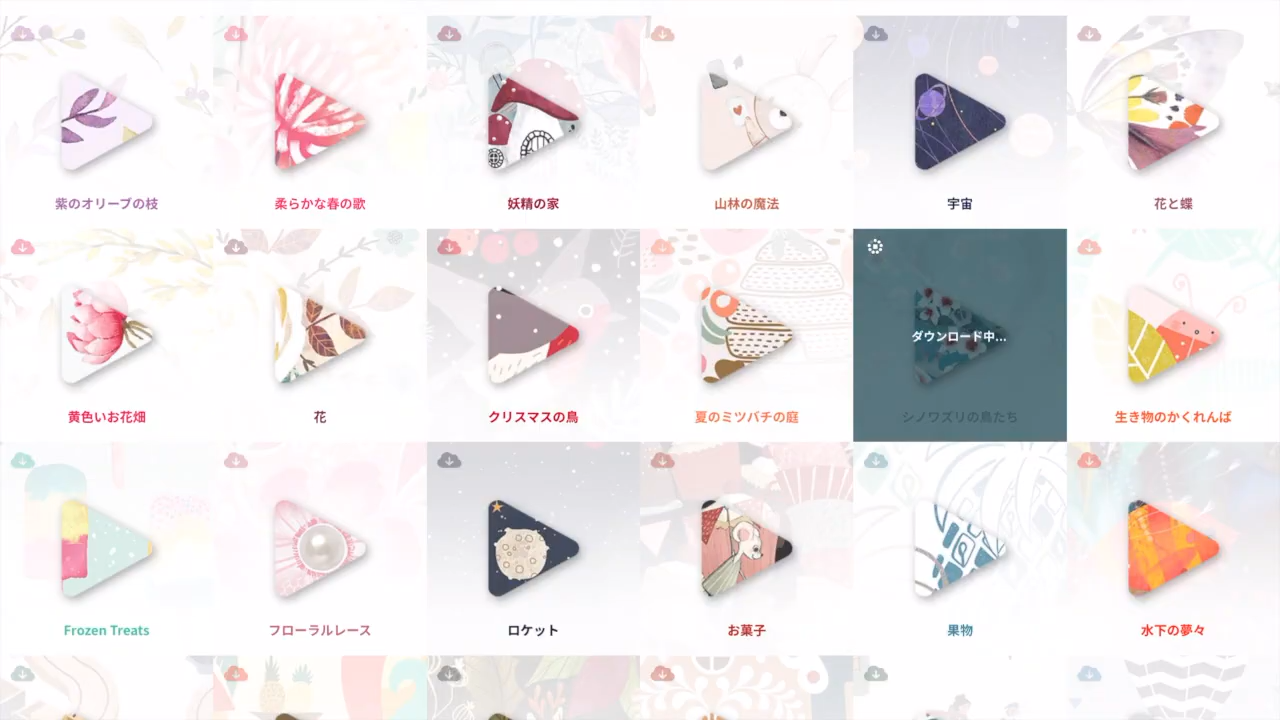 紫のオリーブの枝
柔らかな春の歌
妖精の家
山林の魔法
宇宙
花と蝶
黄色いお花畑
花
クリスマスの鳥
夏のミツバチの庭
ダウンロード中...
シノワズリの鳥たち
生き物のかくれんぼ
Frozen Treats
フローラルレース
ロケット
お菓子
果物
水下の夢々